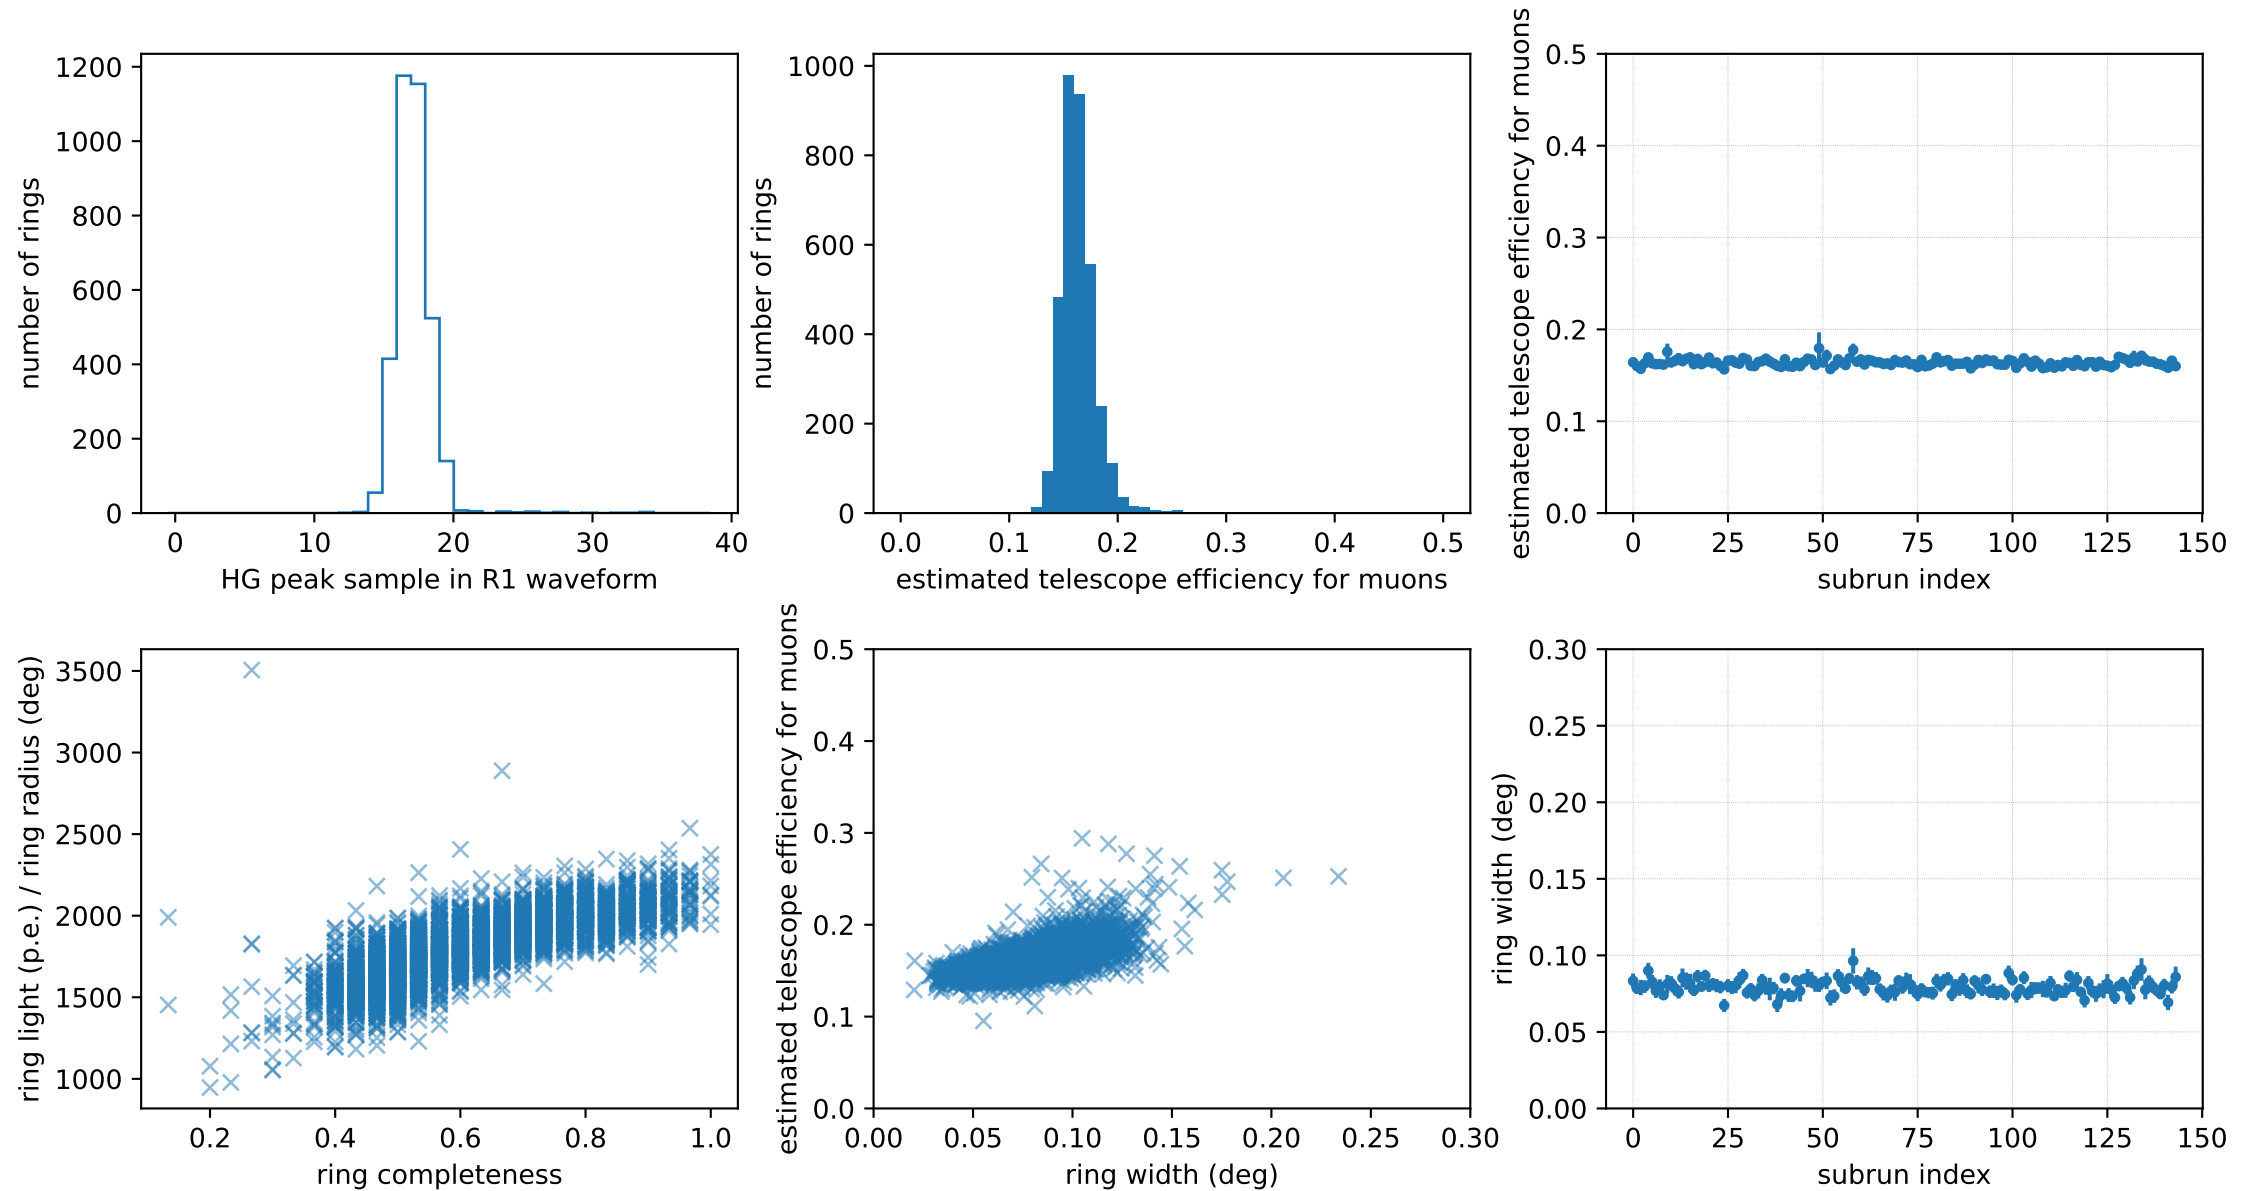 number of rings
1200
1000
800
600
400
200
0
0 10 20 30 40
HG peak sample in R1 waveform
number of rings
1000
800
600
400
200
0
0.0 0.1 0.2 0.3 0.4 0.5
estimated telescope efficiency for muons
estimated telescope efficiency for muons
0.5
0.4
0.3
0.2
0.1
0.0
0 25 50 75 100 125 150
subrun index
ring light (p.e.) / ring radius (deg)
3500
3000
2500
2000
1500
1000
0.2 0.4 0.6 0.8 1.0
ring completeness
estimated telescope efficiency for muons
0.5
0.4
0.3
0.2
0.1
0.0
0.00 0.05 0.10 0.15 0.20 0.25 0.30
ring width (deg)
ring width (deg)
0.30
0.25
0.20
0.15
0.10
0.05
0.00
0 25 50 75 100 125 150
subrun index